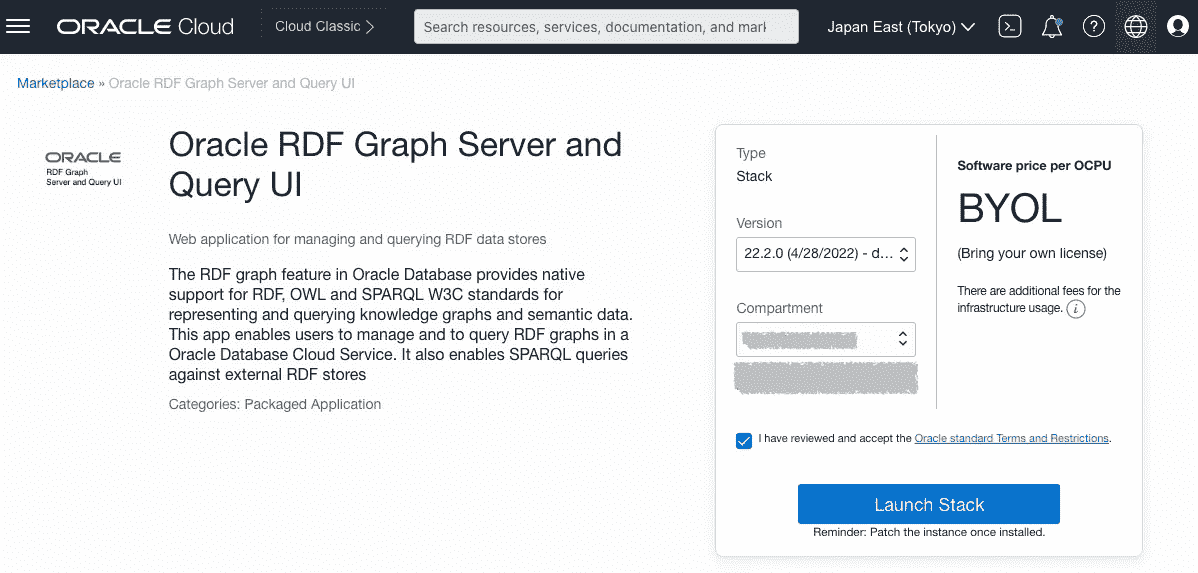 ORACLE Cloud
Cloud Classic
Search resources, services, documentation, and mark
Japan East (Tokyo)
Marketplace » Oracle RDF Graph Server and Query UI
ORACLE
RDF Graph
Server and Query UI
Oracle RDF Graph Server and
Query UI
Web application for managing and querying RDF data stores
The RDF graph feature in Oracle Database provides native
support for RDF, OWL and SPARQL W3C standards for
representing and querying knowledge graphs and semantic data.
This app enables users to manage and to query RDF graphs in a
Oracle Database Cloud Service. It also enables SPARQL queries
against external RDF stores
Categories: Packaged Application
Type
Stack
Version
22.2.0 (4/28/2022) - d...
Compartment
Software price per OCPU
BYOL
(Bring your own license)
There are additional fees for the
infrastructure usage.
I have reviewed and accept the Oracle standard Terms and Restrictions.
Launch Stack
Reminder: Patch the instance once installed.